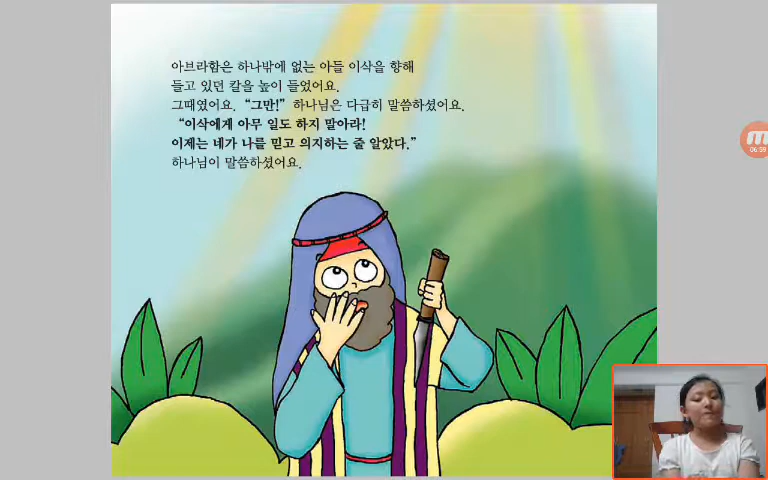 아브라함은 하나밖에 없는 아들 이삭을 향해
들고 있던 칼을 높이 들었어요.
그때였어요. “그만!” 하나님은 다급히 말씀하셨어요.
“이삭에게 아무 일도 하지 말아라!
이제는 네가 나를 믿고 의지하는 줄 알았다.”
하나님이 말씀하셨어요.
06:59